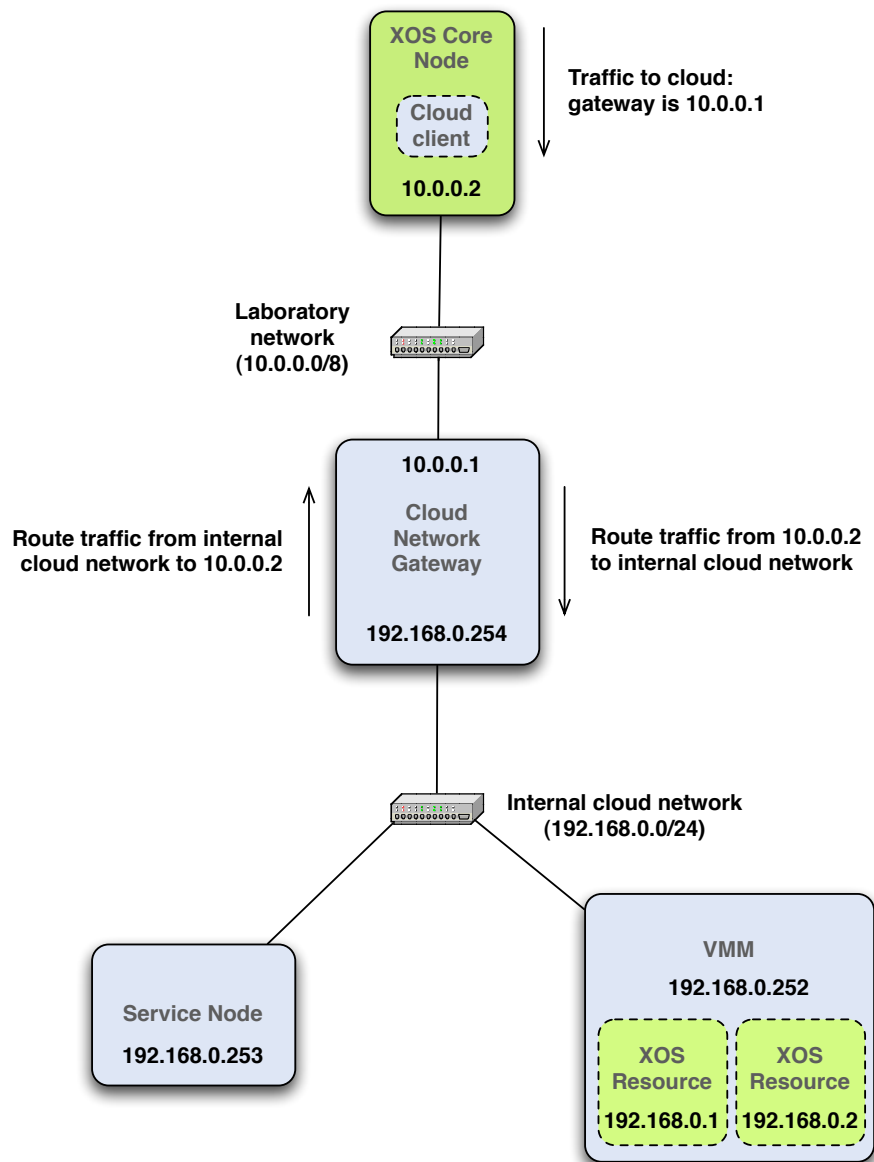 XOS Core
Node
Cloud
client
10.0.0.2
Traffic to cloud:
gateway is 10.0.0.1
Laboratory
network
(10.0.0.0/8)
10.0.0.1
Cloud
Network
Gateway
192.168.0.254
Route traffic from internal
cloud network to 10.0.0.2
Route traffic from 10.0.0.2
to internal cloud network
Internal cloud network
(192.168.0.0/24)
Service Node
192.168.0.253
VMM
192.168.0.252
XOS
Resource
192.168.0.1
XOS
Resource
192.168.0.2